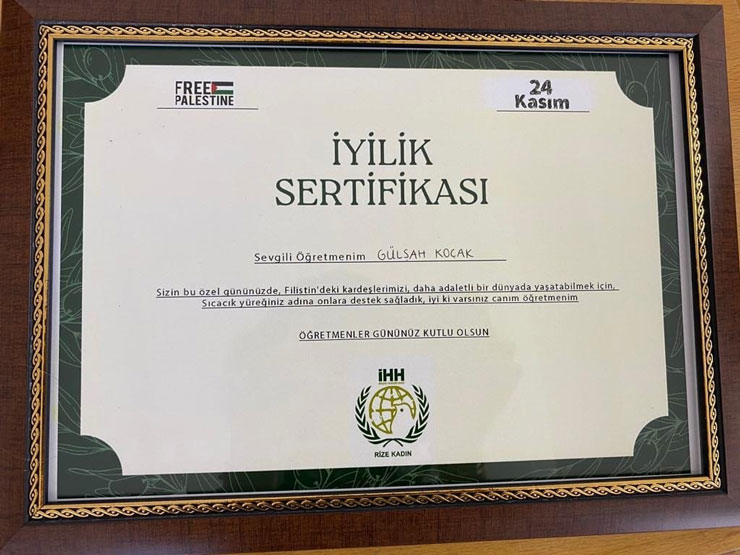 FREE
PALESTINE
24
Kasım
İYİLİK
SERTİFİKASI
Sevgili Öğretmenim GÜLSAH KOCAK
Sizin bu özel gününüzde, Filistin'deki kardeşlerimizi, daha adaletli bir dünyada yaşatabilmek için,
Sıcacık yüreğiniz adına onlara destek sağladık, iyi ki varsınız canım öğretmenim
ÖĞRETMENLER GÜNÜNÜZ KUTLU OLSUN
İHH
RİZE KADIN